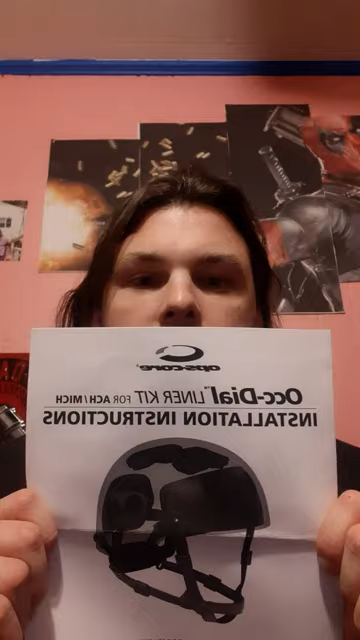 OPS-CORE®
Occ-Dial™ LINER KIT FOR ACH/MICH
INSTALLATION INSTRUCTIONS